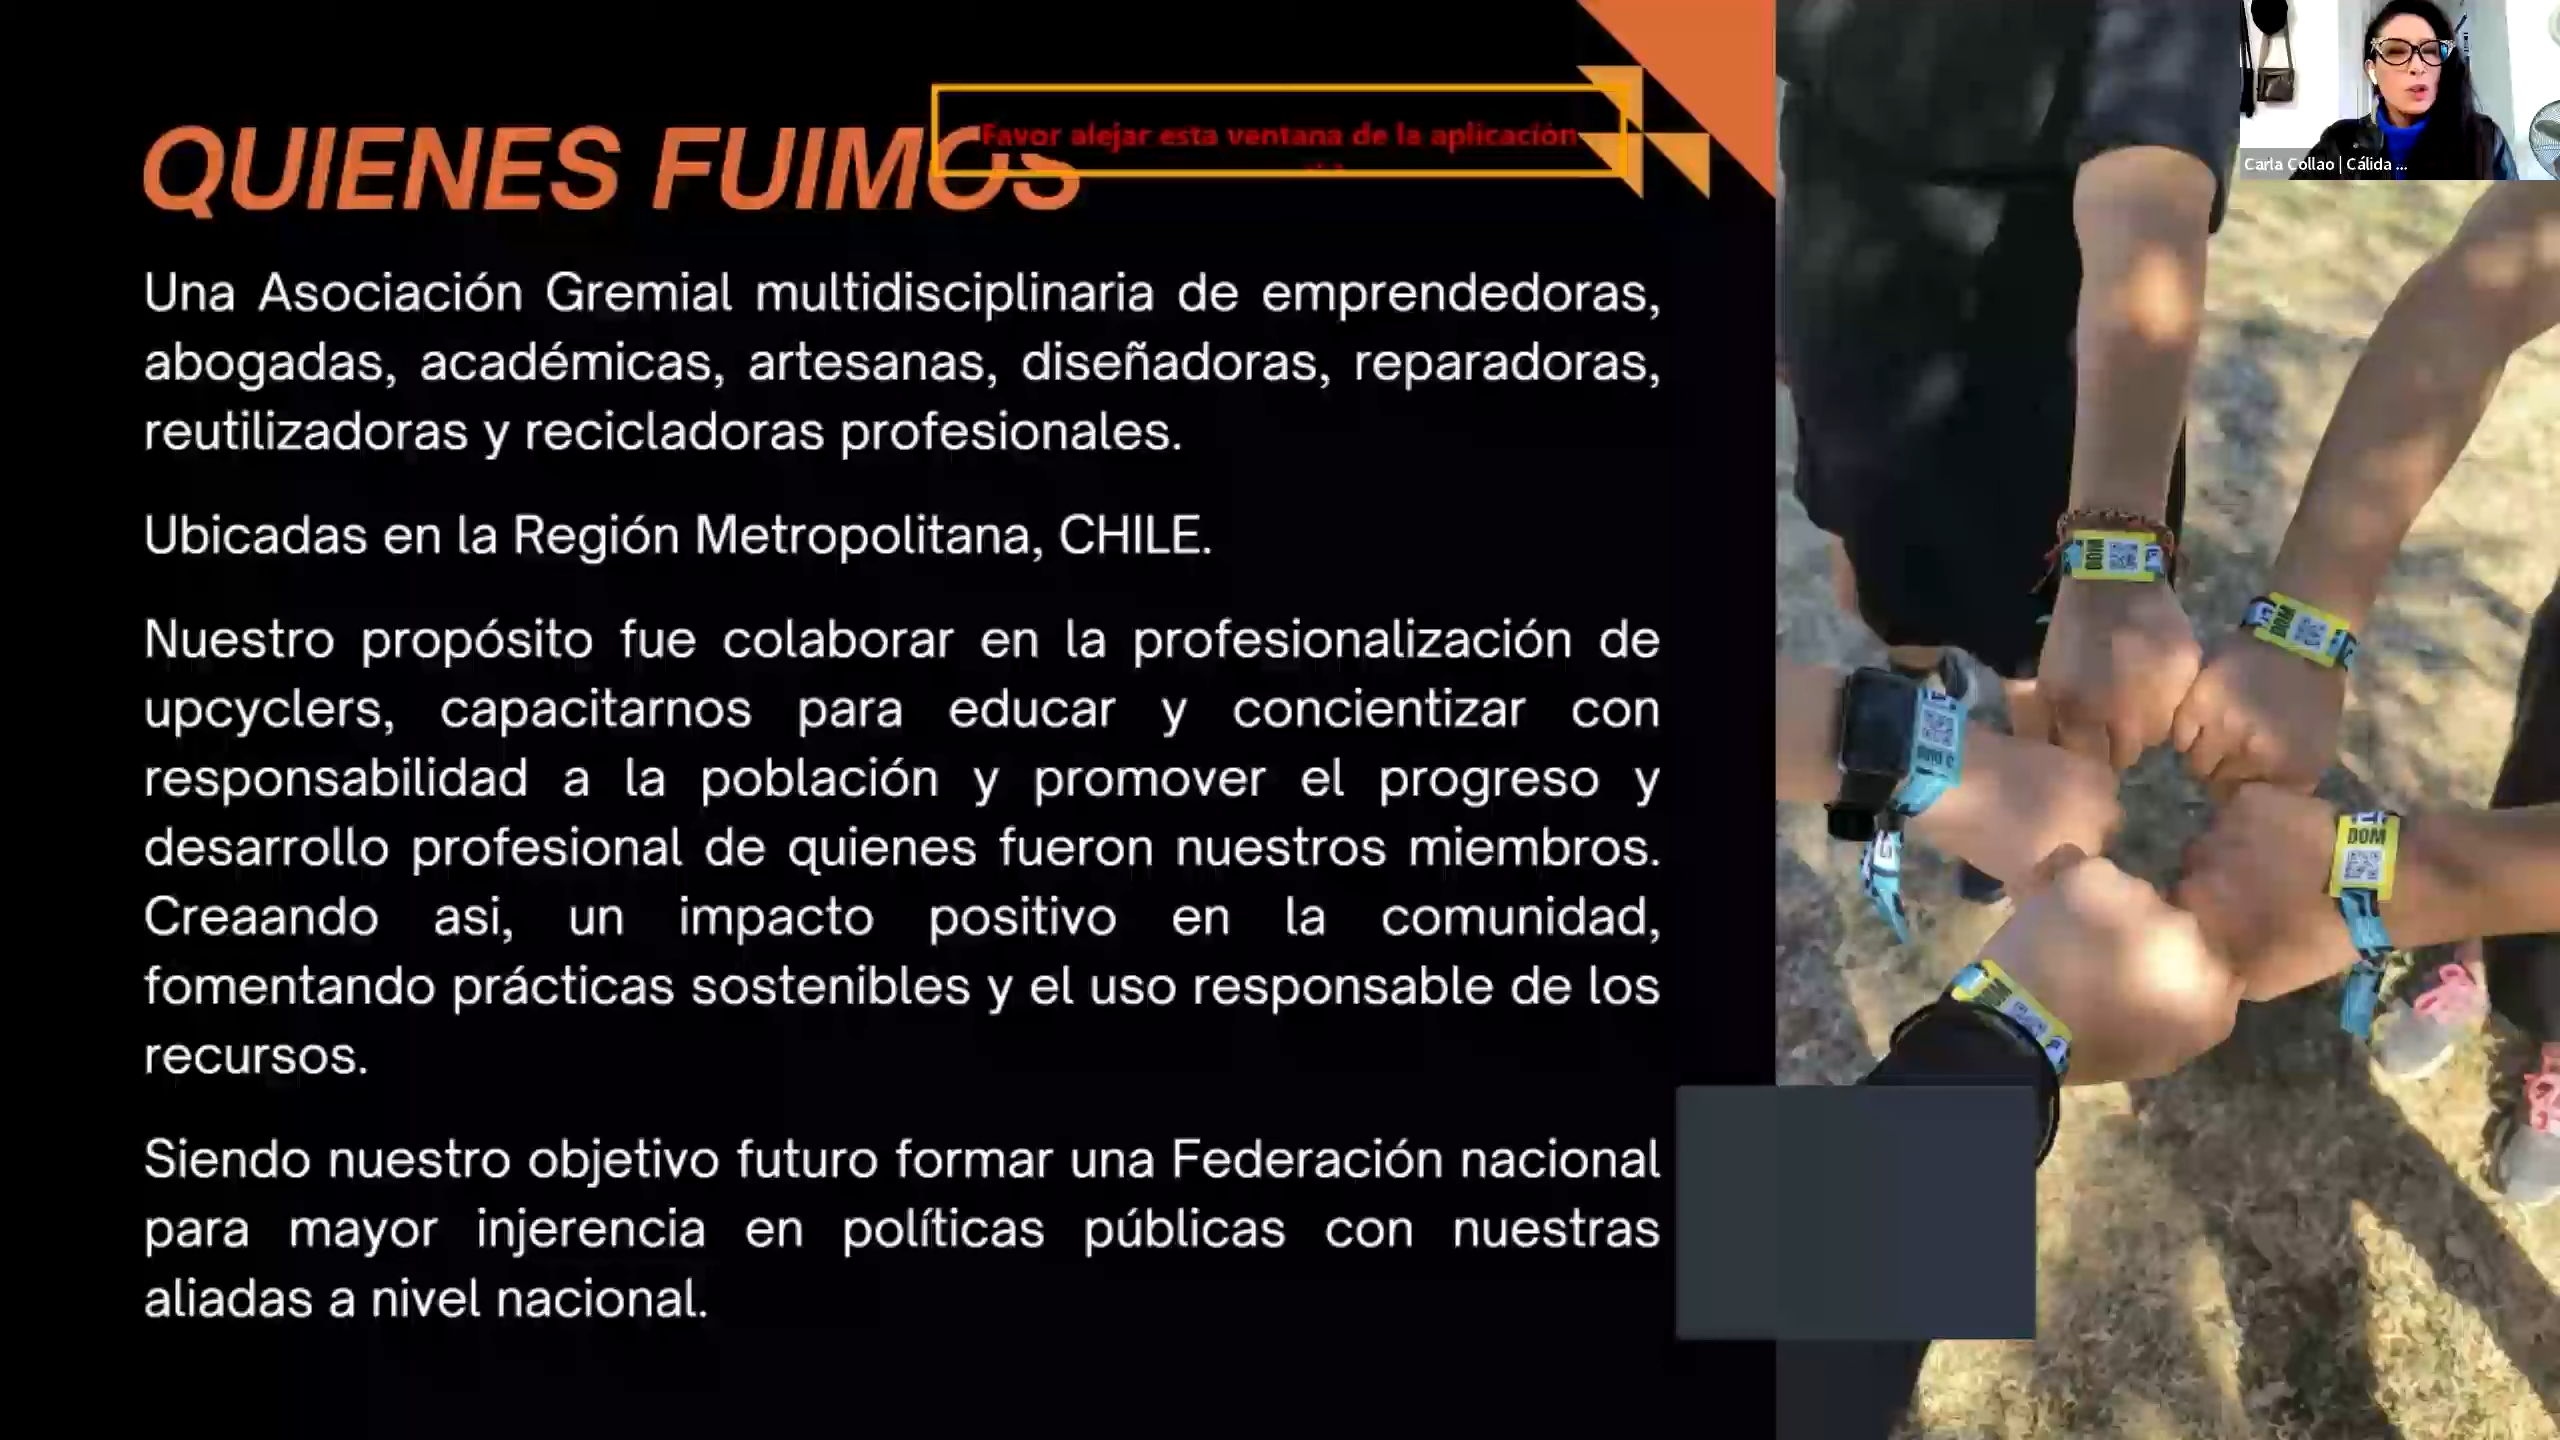 QUIENES FUIMOS
Favor alejar esta ventana de la aplicación
Carla Collao | Cálida ...
Una Asociación Gremial multidisciplinaria de emprendedoras,
abogadas, académicas, artesanas, diseñadoras, reparadoras,
reutilizadoras y recicladoras profesionales.
Ubicadas en la Región Metropolitana, CHILE.
Nuestro propósito fue colaborar en la profesionalización de
upcyclers, capacitarnos para educar y concientizar con
responsabilidad a la población y promover el progreso y
desarrollo profesional de quienes fueron nuestros miembros.
Creaando asi, un impacto positivo en la comunidad,
fomentando prácticas sostenibles y el uso responsable de los
recursos.
Siendo nuestro objetivo futuro formar una Federación nacional
para mayor injerencia en políticas públicas con nuestras
aliadas a nivel nacional.
DOM
DOM
DOM
DOM